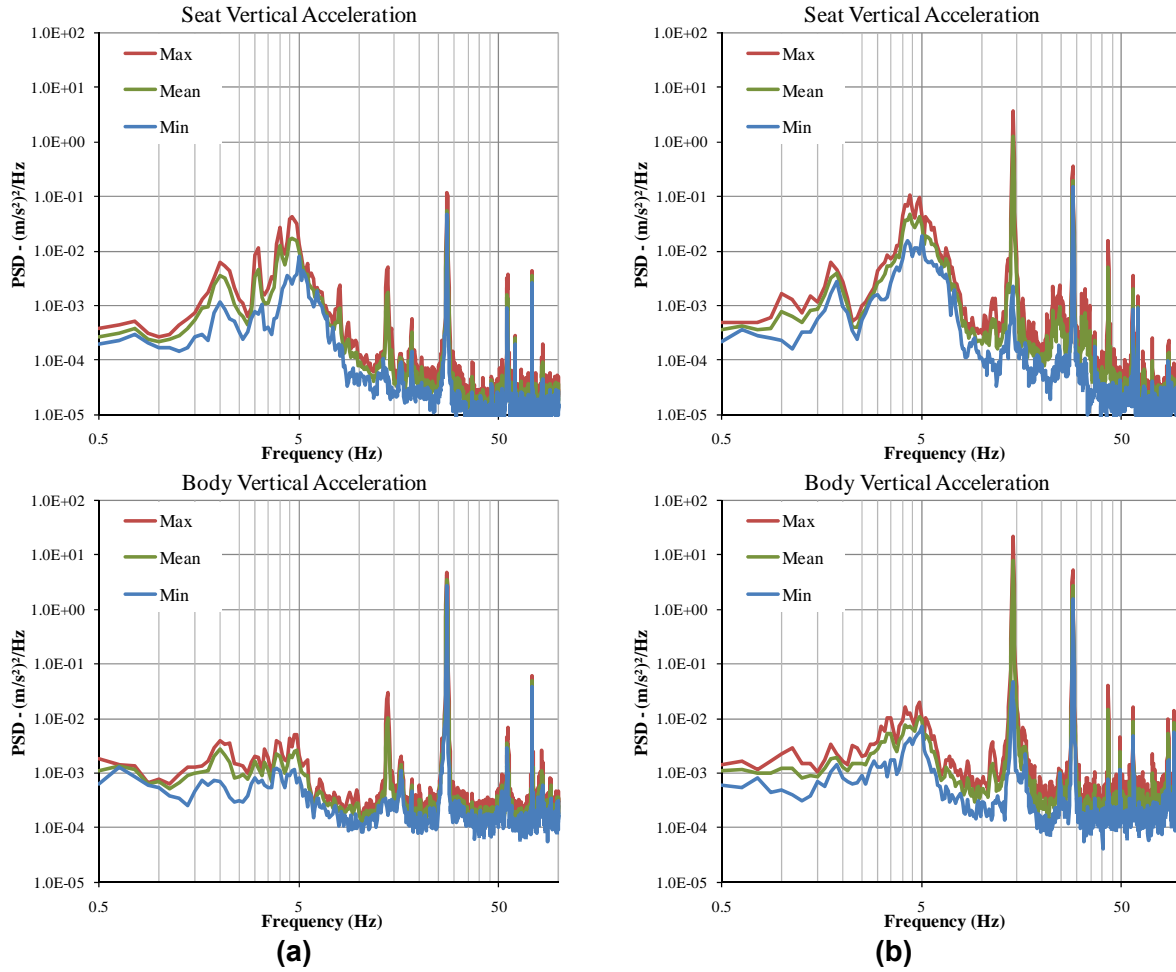 Seat Vertical Acceleration
1.0E+02
1.0E+01
1.0E+00
1.0E-01
1.0E-02
1.0E-03
1.0E-04
1.0E-05
PSD - (m/s²)²/Hz
Max
Mean
Min
0.5
5
50
Frequency (Hz)
Seat Vertical Acceleration
1.0E+02
1.0E+01
1.0E+00
1.0E-01
1.0E-02
1.0E-03
1.0E-04
1.0E-05
PSD - (m/s²)²/Hz
Max
Mean
Min
0.5
5
50
Frequency (Hz)
Body Vertical Acceleration
1.0E+02
1.0E+01
1.0E+00
1.0E-01
1.0E-02
1.0E-03
1.0E-04
1.0E-05
PSD - (m/s²)²/Hz
Max
Mean
Min
0.5
5
50
Frequency (Hz)
(a)
Body Vertical Acceleration
1.0E+02
1.0E+01
1.0E+00
1.0E-01
1.0E-02
1.0E-03
1.0E-04
1.0E-05
PSD - (m/s²)²/Hz
Max
Mean
Min
0.5
5
50
Frequency (Hz)
(b)